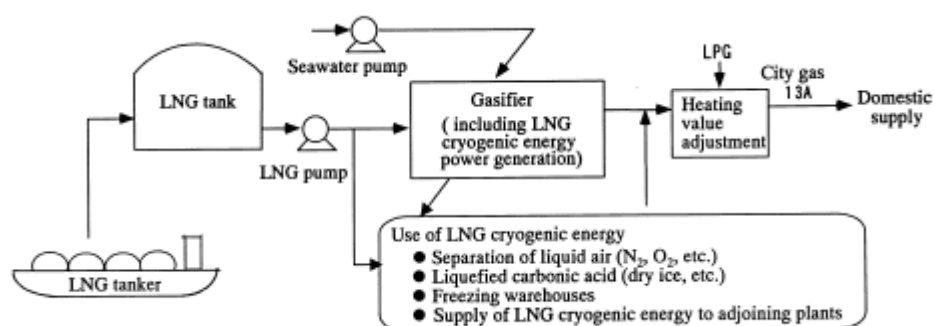 LPG
Seawater pump
City gas
13A
LNG tank
Gasifier
( including LNG
cryogenic energy
power generation)
Heating
value
adjustment
Domestic
supply
LNG pump
Use of LNG cryogenic energy
● Separation of liquid air (N₂, O₂, etc.)
● Liquefied carbonic acid (dry ice, etc.)
● Freezing warehouses
● Supply of LNG cryogenic energy to adjoining plants
LNG tanker